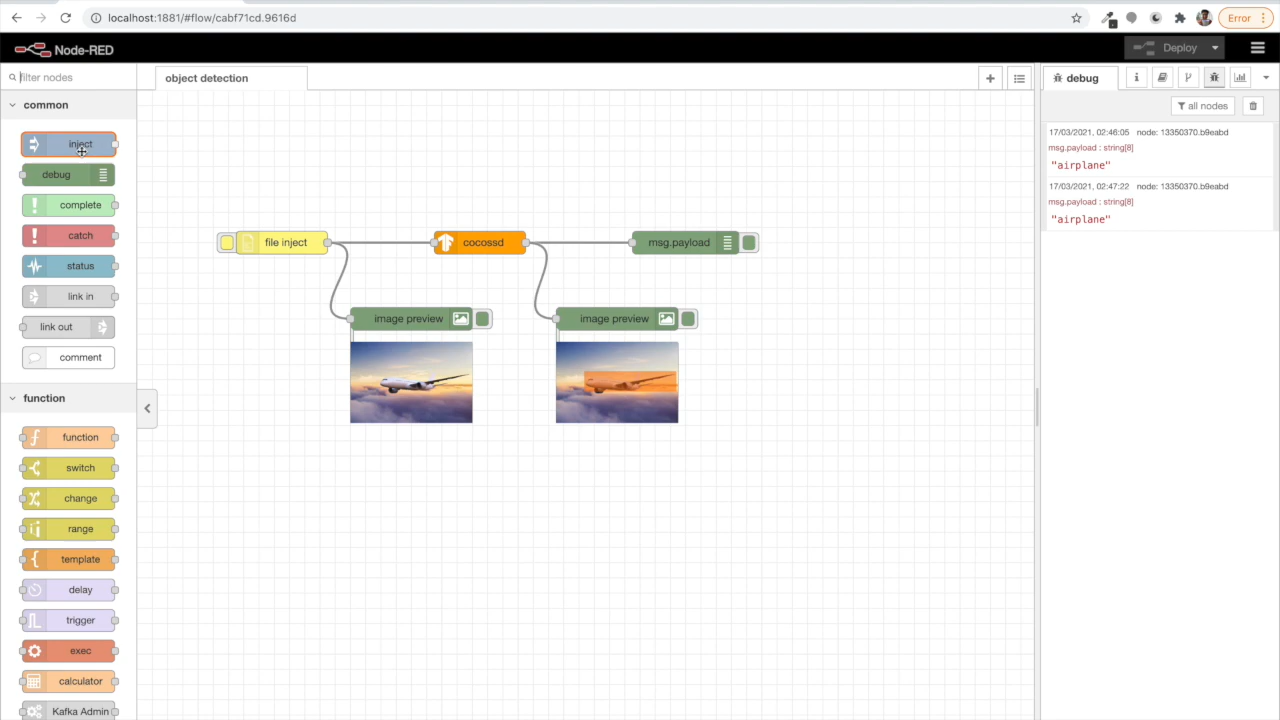 localhost:1881/#flow/cabf71cd.9616d
Error
Node-RED
Deploy
filter nodes
common
inject
debug
complete
catch
status
link in
link out
comment
function
function
switch
change
range
template
delay
trigger
exec
calculator
Kafka Admin
object detection
file inject
cocossd
msg.payload
image preview
image preview
debug
all nodes
17/03/2021, 02:46:05 node: 13350370.b9eabd
msg.payload : string[8]
"airplane"
17/03/2021, 02:47:22 node: 13350370.b9eabd
msg.payload : string[8]
"airplane"